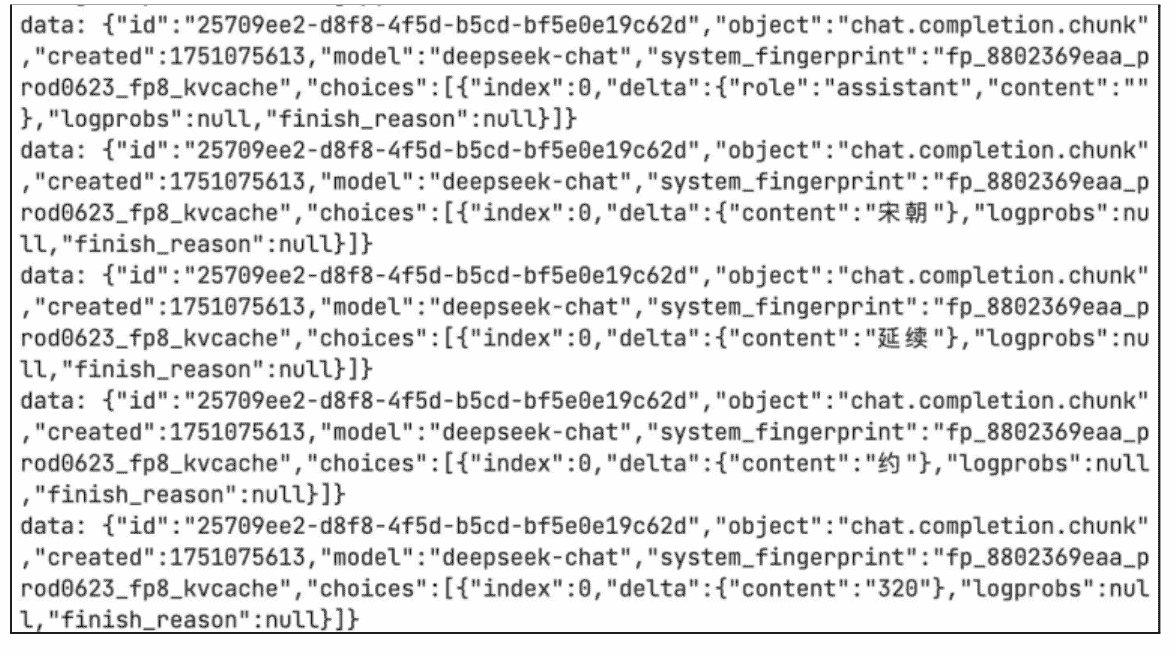 data: {"id":"25709ee2-d8f8-4f5d-b5cd-bf5e0e19c62d","object":"chat.completion.chunk"
,"created":1751075613,"model":"deepseek-chat","system_fingerprint":"fp_8802369eaa_p
rod0623_fp8_kvcache","choices":[{"index":0,"delta":{"role":"assistant","content":""
},"logprobs":null,"finish_reason":null}]}
data: {"id":"25709ee2-d8f8-4f5d-b5cd-bf5e0e19c62d","object":"chat.completion.chunk"
,"created":1751075613,"model":"deepseek-chat","system_fingerprint":"fp_8802369eaa_p
rod0623_fp8_kvcache","choices":[{"index":0,"delta":{"content":"宋朝"},"logprobs":nu
ll,"finish_reason":null}]}
data: {"id":"25709ee2-d8f8-4f5d-b5cd-bf5e0e19c62d","object":"chat.completion.chunk"
,"created":1751075613,"model":"deepseek-chat","system_fingerprint":"fp_8802369eaa_p
rod0623_fp8_kvcache","choices":[{"index":0,"delta":{"content":"延续"},"logprobs":nu
ll,"finish_reason":null}]}
data: {"id":"25709ee2-d8f8-4f5d-b5cd-bf5e0e19c62d","object":"chat.completion.chunk"
,"created":1751075613,"model":"deepseek-chat","system_fingerprint":"fp_8802369eaa_p
rod0623_fp8_kvcache","choices":[{"index":0,"delta":{"content":"约"},"logprobs":null
,"finish_reason":null}]}
data: {"id":"25709ee2-d8f8-4f5d-b5cd-bf5e0e19c62d","object":"chat.completion.chunk"
,"created":1751075613,"model":"deepseek-chat","system_fingerprint":"fp_8802369eaa_p
rod0623_fp8_kvcache","choices":[{"index":0,"delta":{"content":"320"},"logprobs":nul
l,"finish_reason":null}]}